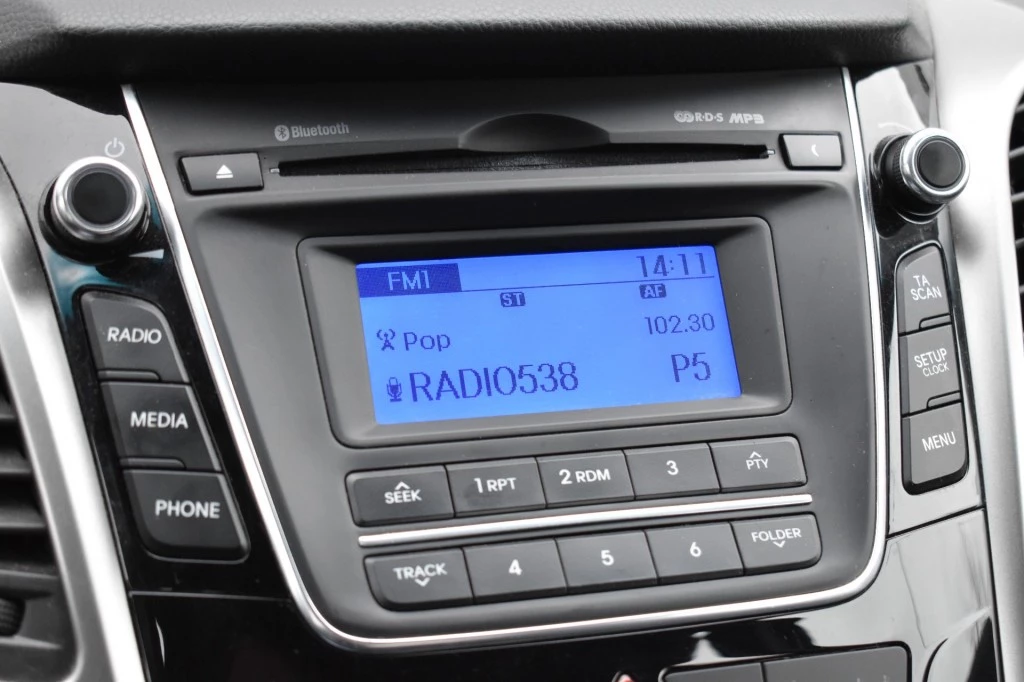 Bluetooth
R·D·S MP3
FM1 14:11
ST AF
Pop 102.30
RADIO538 P5
RADIO
MEDIA
PHONE
TA
SCAN
SETUP
CLOCK
MENU
SEEK 1 RPT 2 RDM 3 PTY
TRACK 4 5 6 FOLDER